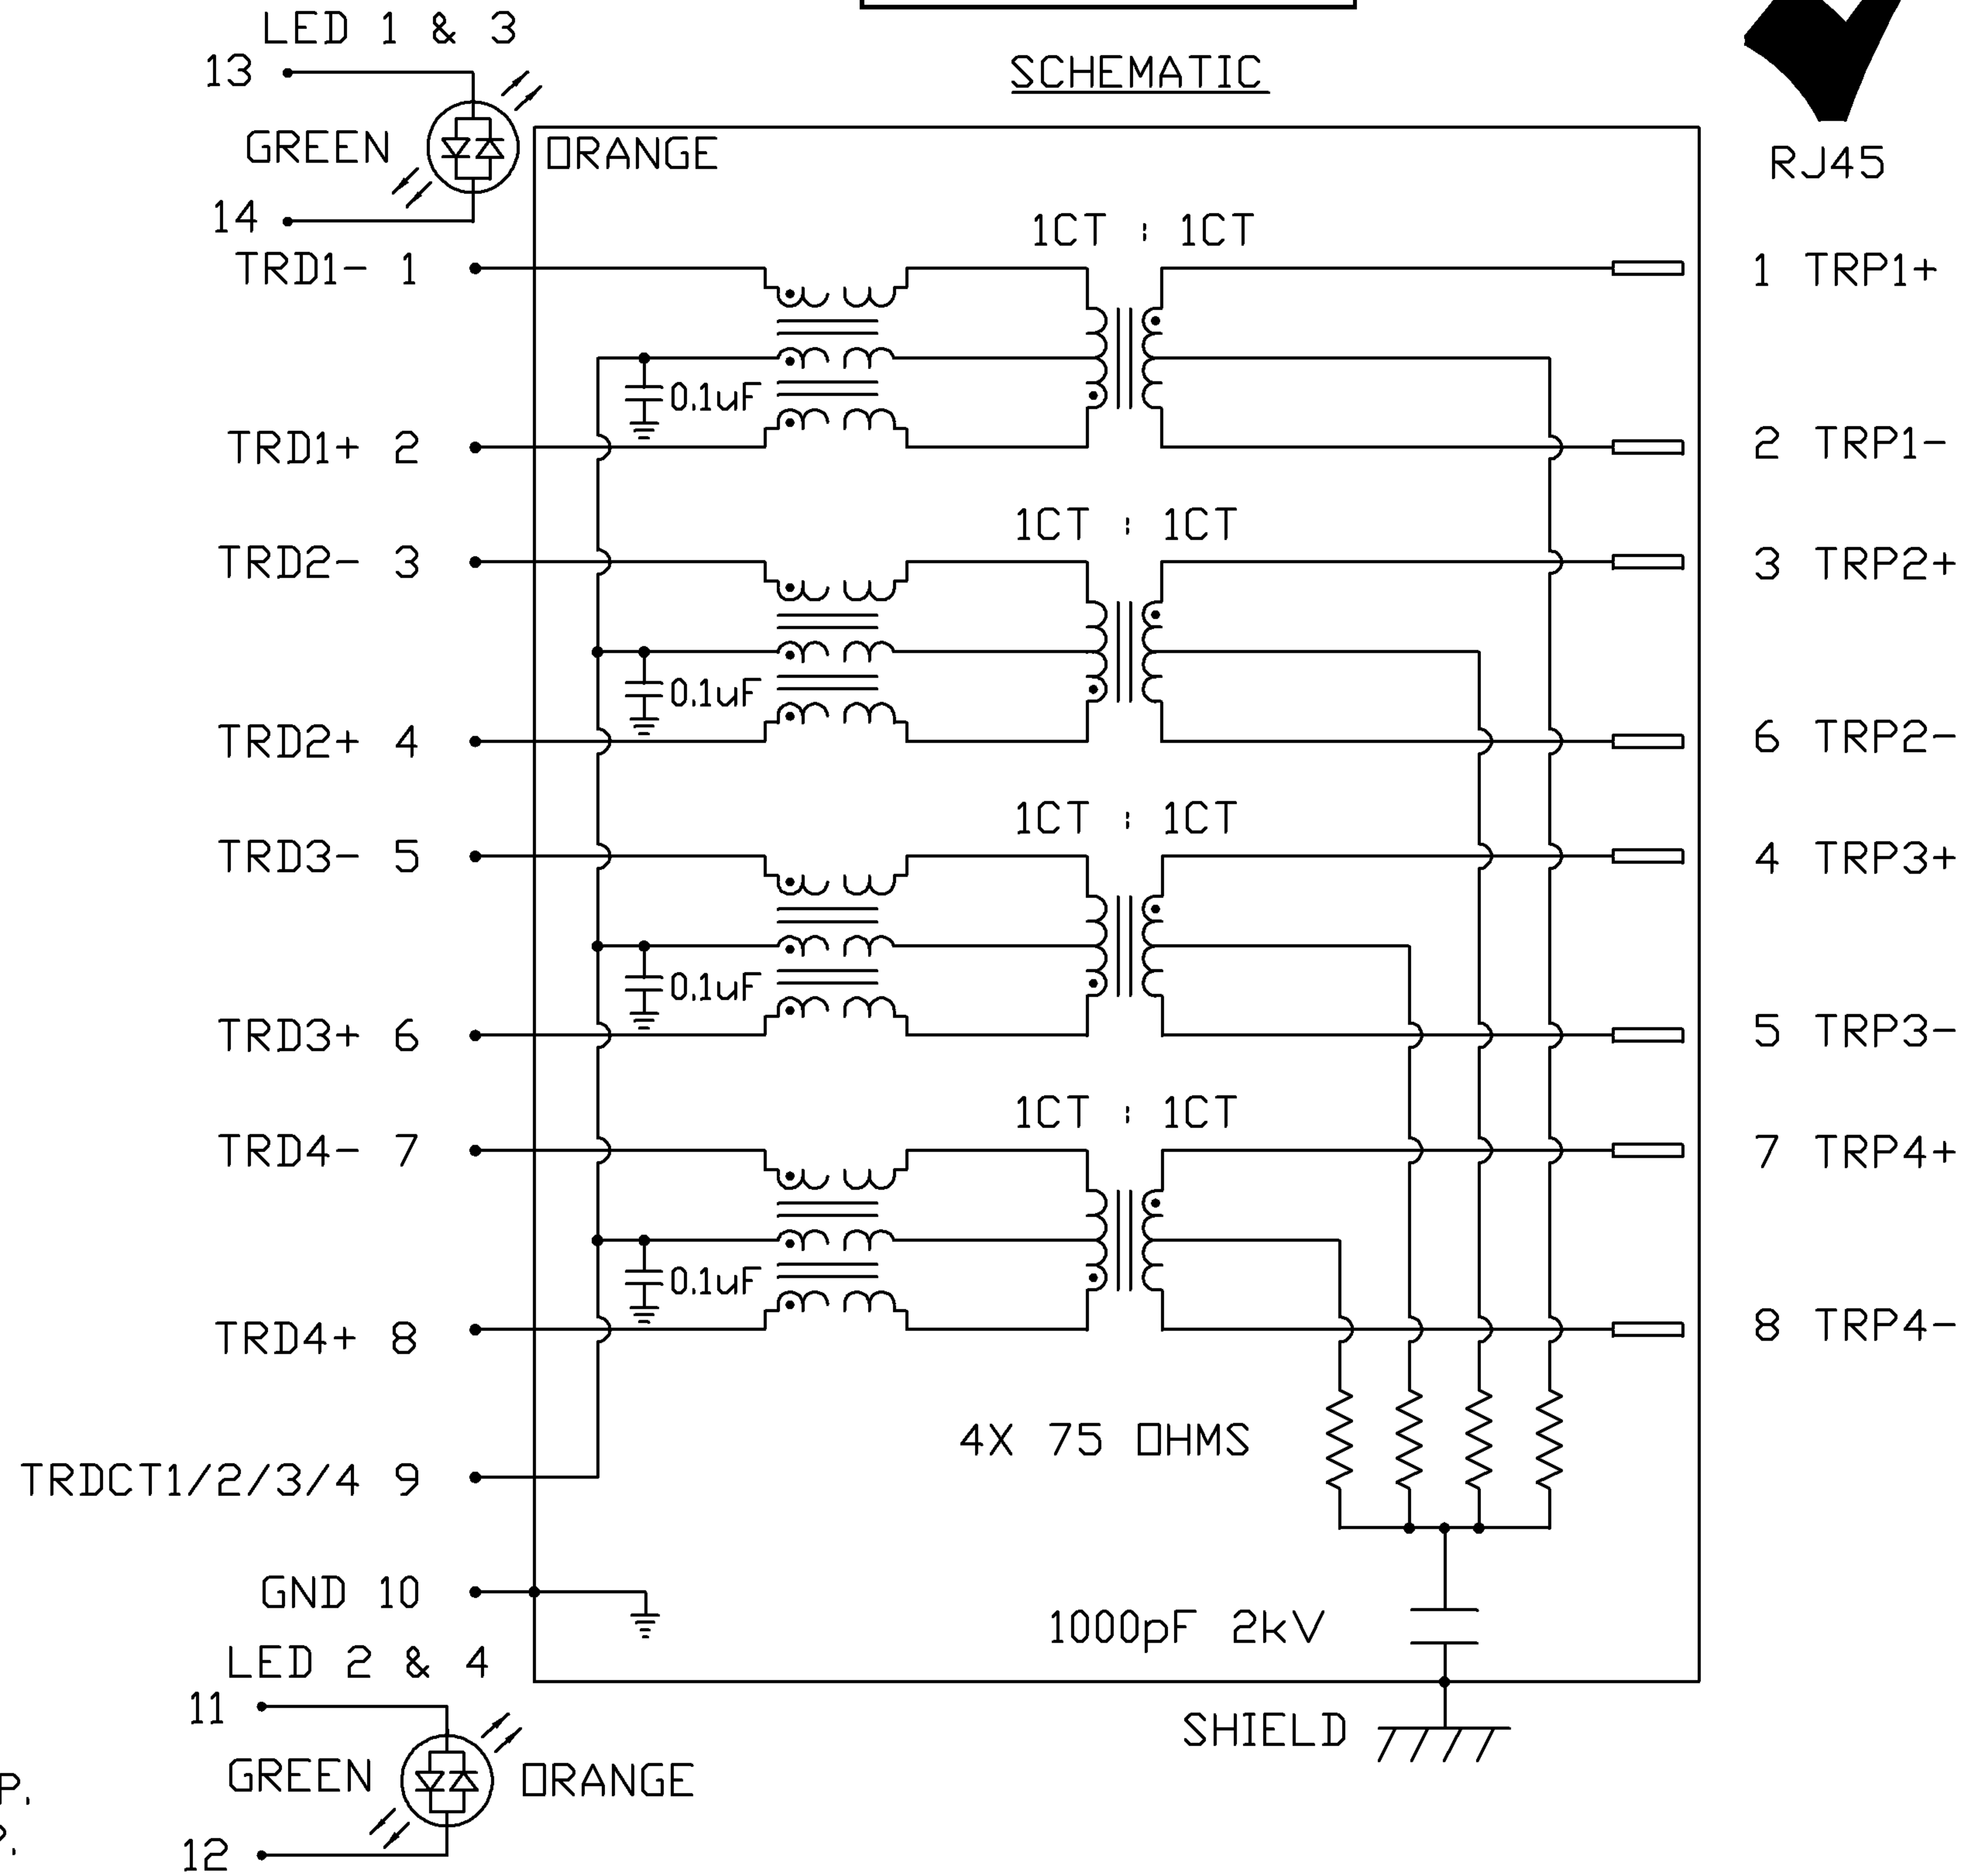 LED 1 & 3
SCHEMATIC
13
GREEN
ORANGE
RJ45
14
1CT : 1CT
TRD1- 1
1 TRP1+
0.1uF
TRD1+ 2
2 TRP1-
1CT : 1CT
TRD2- 3
3 TRP2+
0.1uF
TRD2+ 4
6 TRP2-
1CT : 1CT
TRD3- 5
4 TRP3+
0.1uF
TRD3+ 6
5 TRP3-
1CT : 1CT
TRD4- 7
7 TRP4+
0.1uF
TRD4+ 8
8 TRP4-
4X 75 OHMS
TRDCT1/2/3/4 9
GND 10
1000pF 2kV
LED 2 & 4
11
SHIELD
GREEN
ORANGE
P.
12